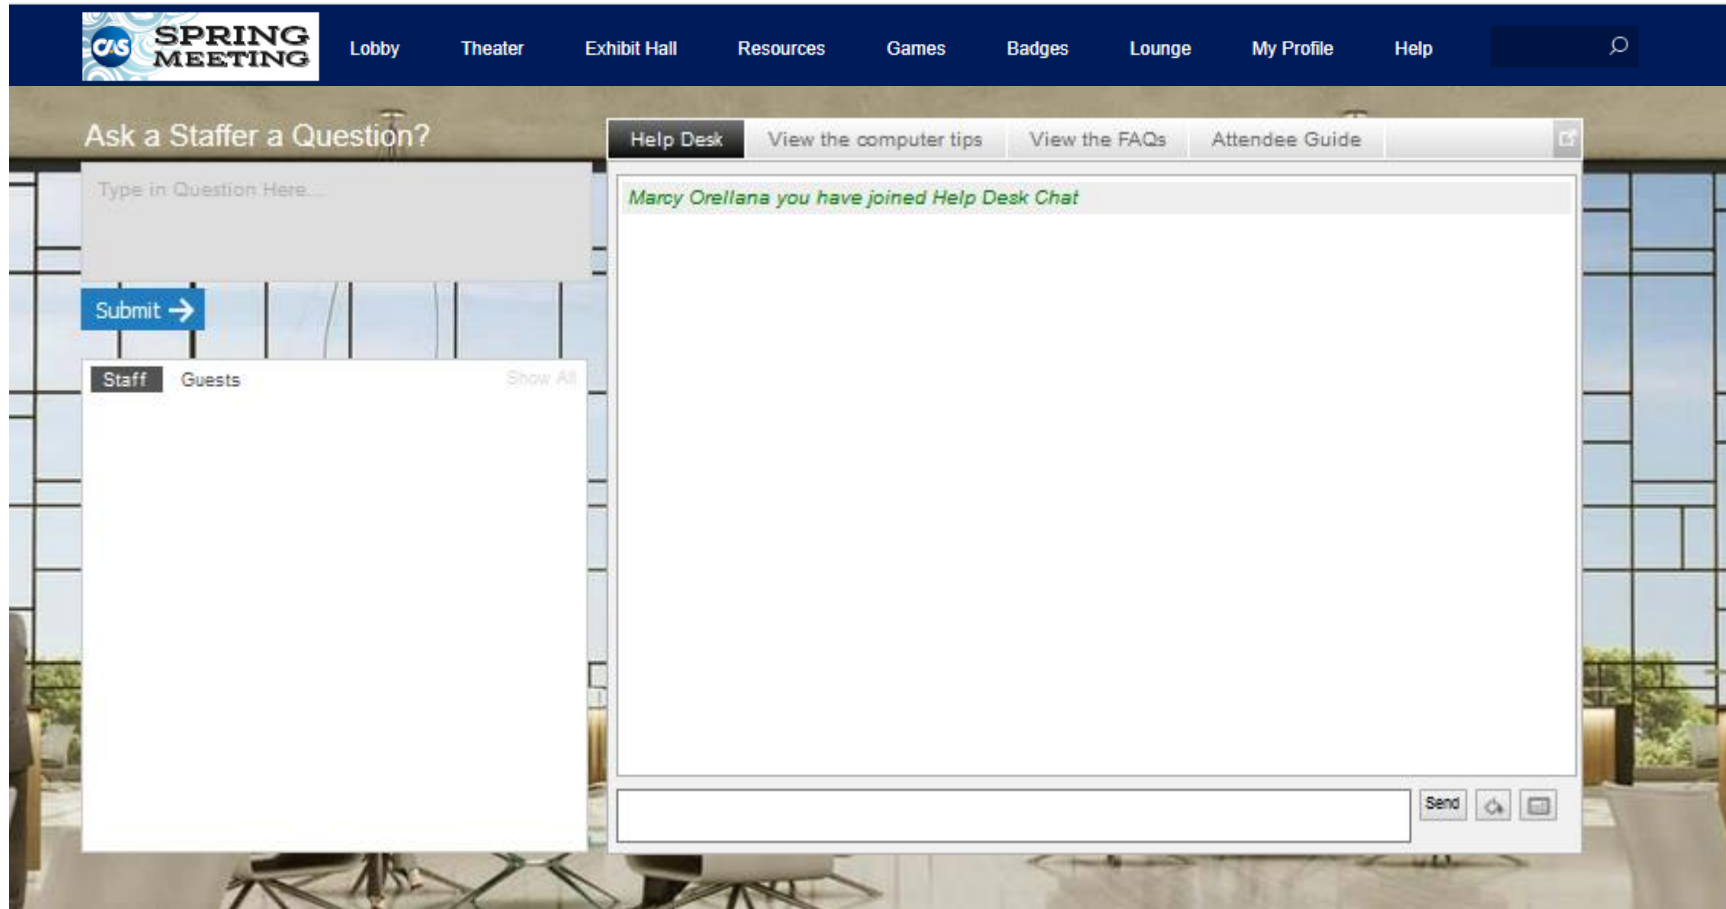 CAS SPRING MEETING
Lobby Theater Exhibit Hall Resources Games Badges Lounge My Profile Help
Ask a Staffer a Question?
Type in Question Here...
Submit
Staff Guests Show All
Help Desk View the computer tips View the FAQs Attendee Guide
Marcy Orellana you have joined Help Desk Chat
Send